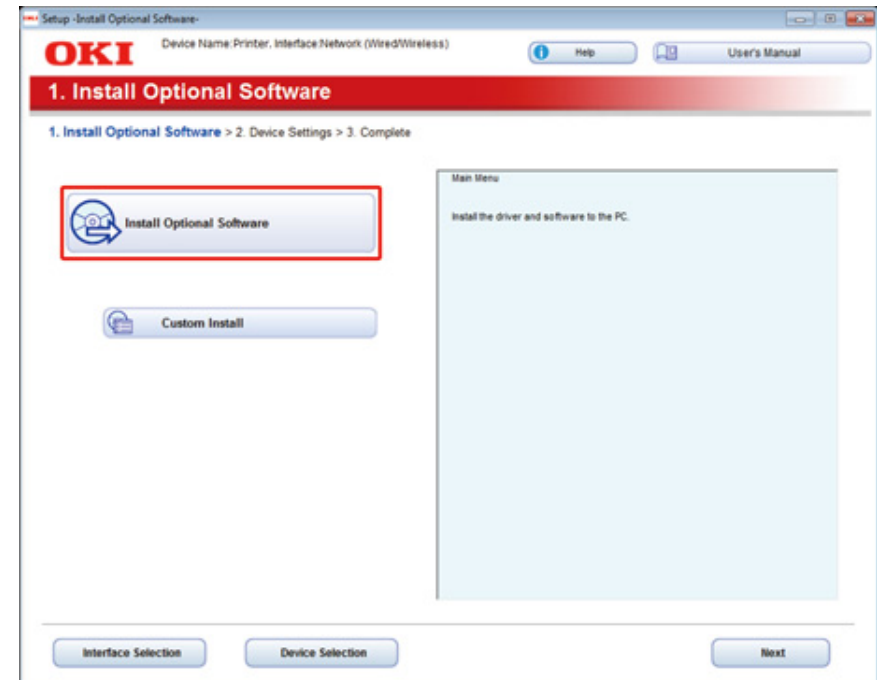 Setup -Install Optional Software-
OKI
Device Name:Printer, Interface:Network (Wired/Wireless)
Help
User's Manual
1. Install Optional Software
1. Install Optional Software > 2. Device Settings > 3. Complete
Main Menu
Install Optional Software
Install the driver and software to the PC.
Custom Install
Interface Selection
Device Selection
Next